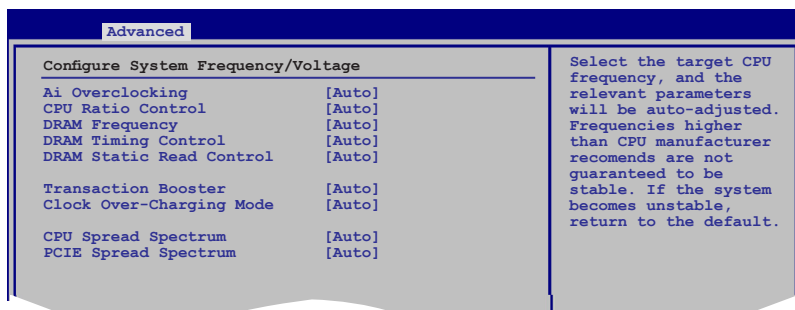 Advanced
Configure System Frequency/Voltage
Ai Overclocking [Auto]
CPU Ratio Control [Auto]
DRAM Frequency [Auto]
DRAM Timing Control [Auto]
DRAM Static Read Control [Auto]
Transaction Booster [Auto]
Clock Over-Charging Mode [Auto]
CPU Spread Spectrum [Auto]
PCIE Spread Spectrum [Auto]
Select the target CPU
frequency, and the
relevant parameters
will be auto-adjusted.
Frequencies higher
than CPU manufacturer
recomends are not
guaranteed to be
stable. If the system
becomes unstable,
return to the default.